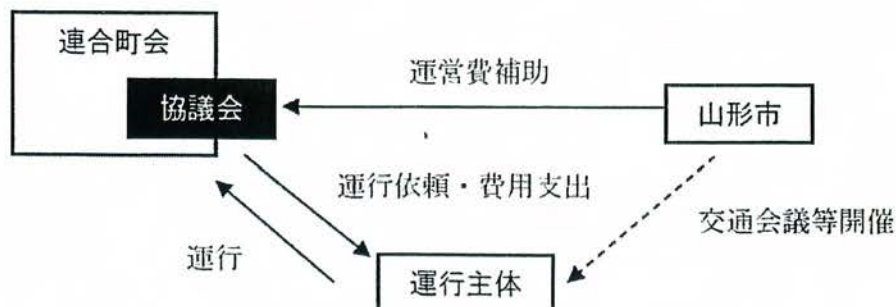 連合町会
運営費補助
協議会
山形市
運行依頼・費用支出
交通会議等開催
運行
運行主体